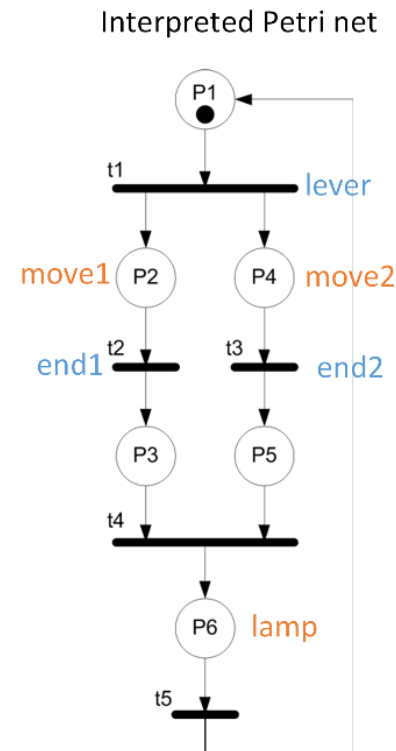 Interpreted Petri net
P1
t1
lever
move1 P2 P4 move2
t2 t3
end1 end2
P3 P5
t4
P6 lamp
t5